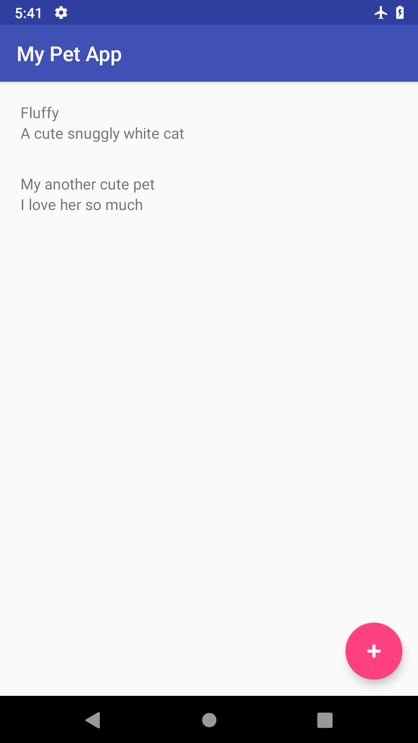 5:41
My Pet App
Fluffy
A cute snuggly white cat
My another cute pet
I love her so much